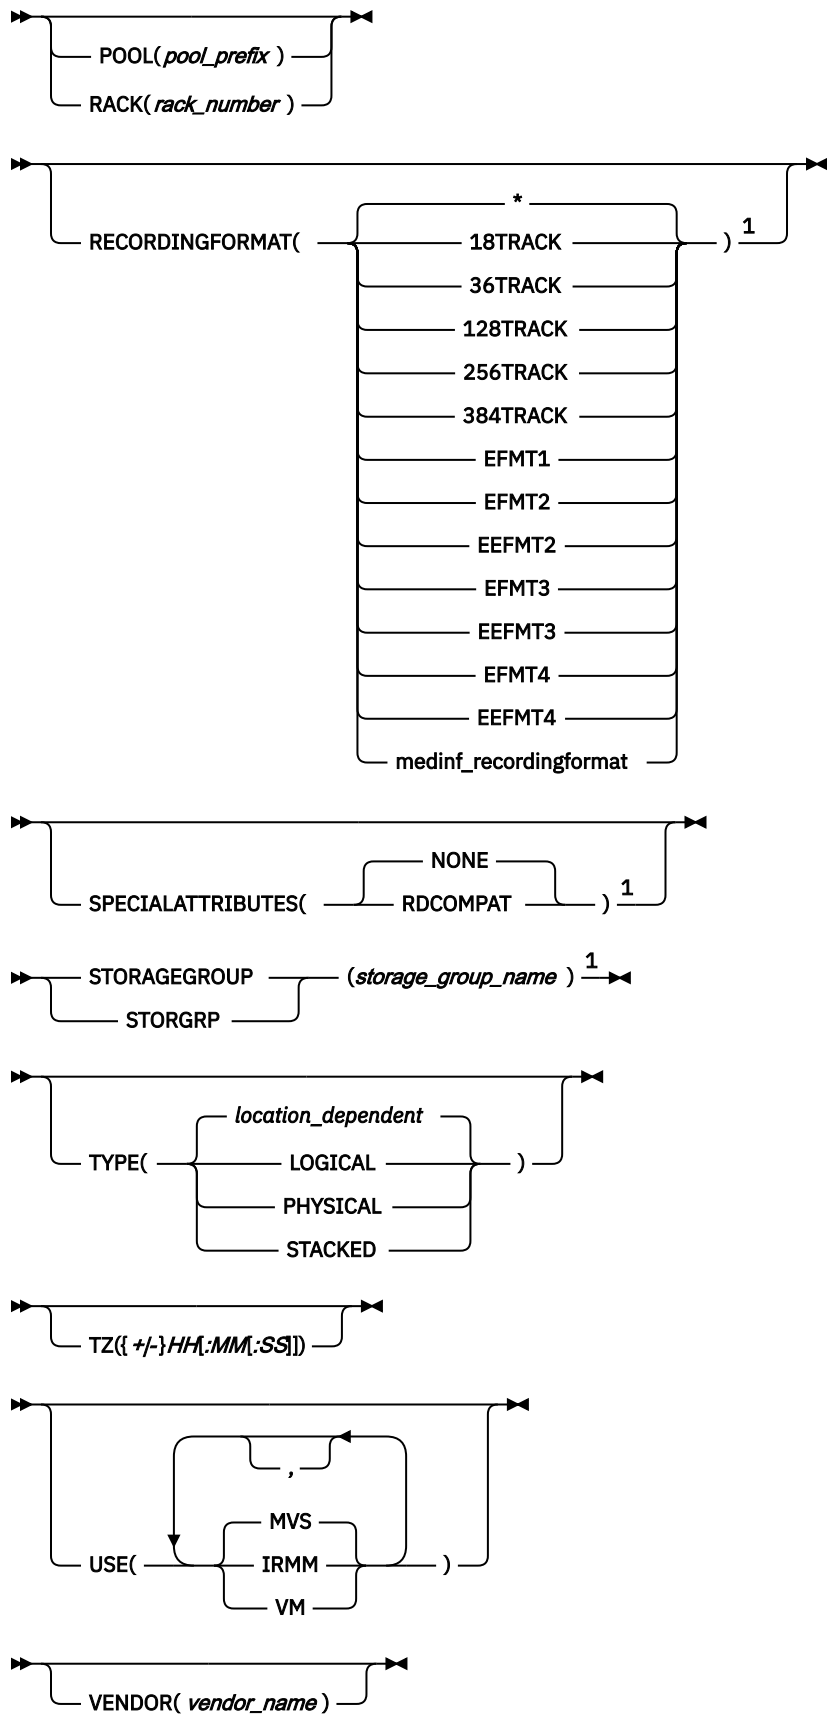 POOL( pool_prefix )
RACK( rack_number )
*
RECORDINGFORMAT( 18TRACK ) 1
36TRACK
128TRACK
256TRACK
384TRACK
EFMT1
EFMT2
EEFMT2
EFMT3
EEFMT3
EFMT4
EEFMT4
medinf_recordingformat
NONE
SPECIALATTRIBUTES( RDCOMPAT ) 1
STORAGEGROUP (storage_group_name ) 1
STORGRP
location_dependent
TYPE( LOGICAL )
PHYSICAL
STACKED
TZ({ +/-}HH[:MM[:SS]])
,
MVS
USE( IRMM )
VM
VENDOR( vendor_name )